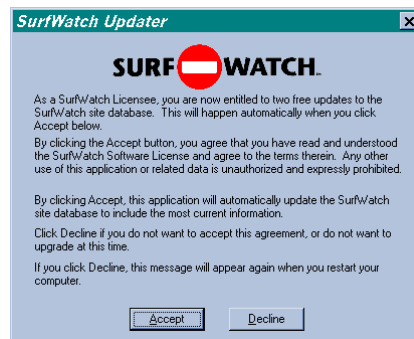 SurfWatch Updater
SURF WATCH.
As a SurfWatch Licensee, you are now entitled to two free updates to the
SurfWatch site database. This will happen automatically when you click
Accept below.
By clicking the Accept button, you agree that you have read and understood
the SurfWatch Software License and agree to the terms therein. Any other
use of this application or related data is unauthorized and expressly prohibited.
By clicking Accept, this application will automatically update the SurfWatch
site database to include the most current information.
Click Decline if you do not want to accept this agreement, or do not want to
upgrade at this time.
If you click Decline, this message will appear again when you restart your
computer.
Accept Decline